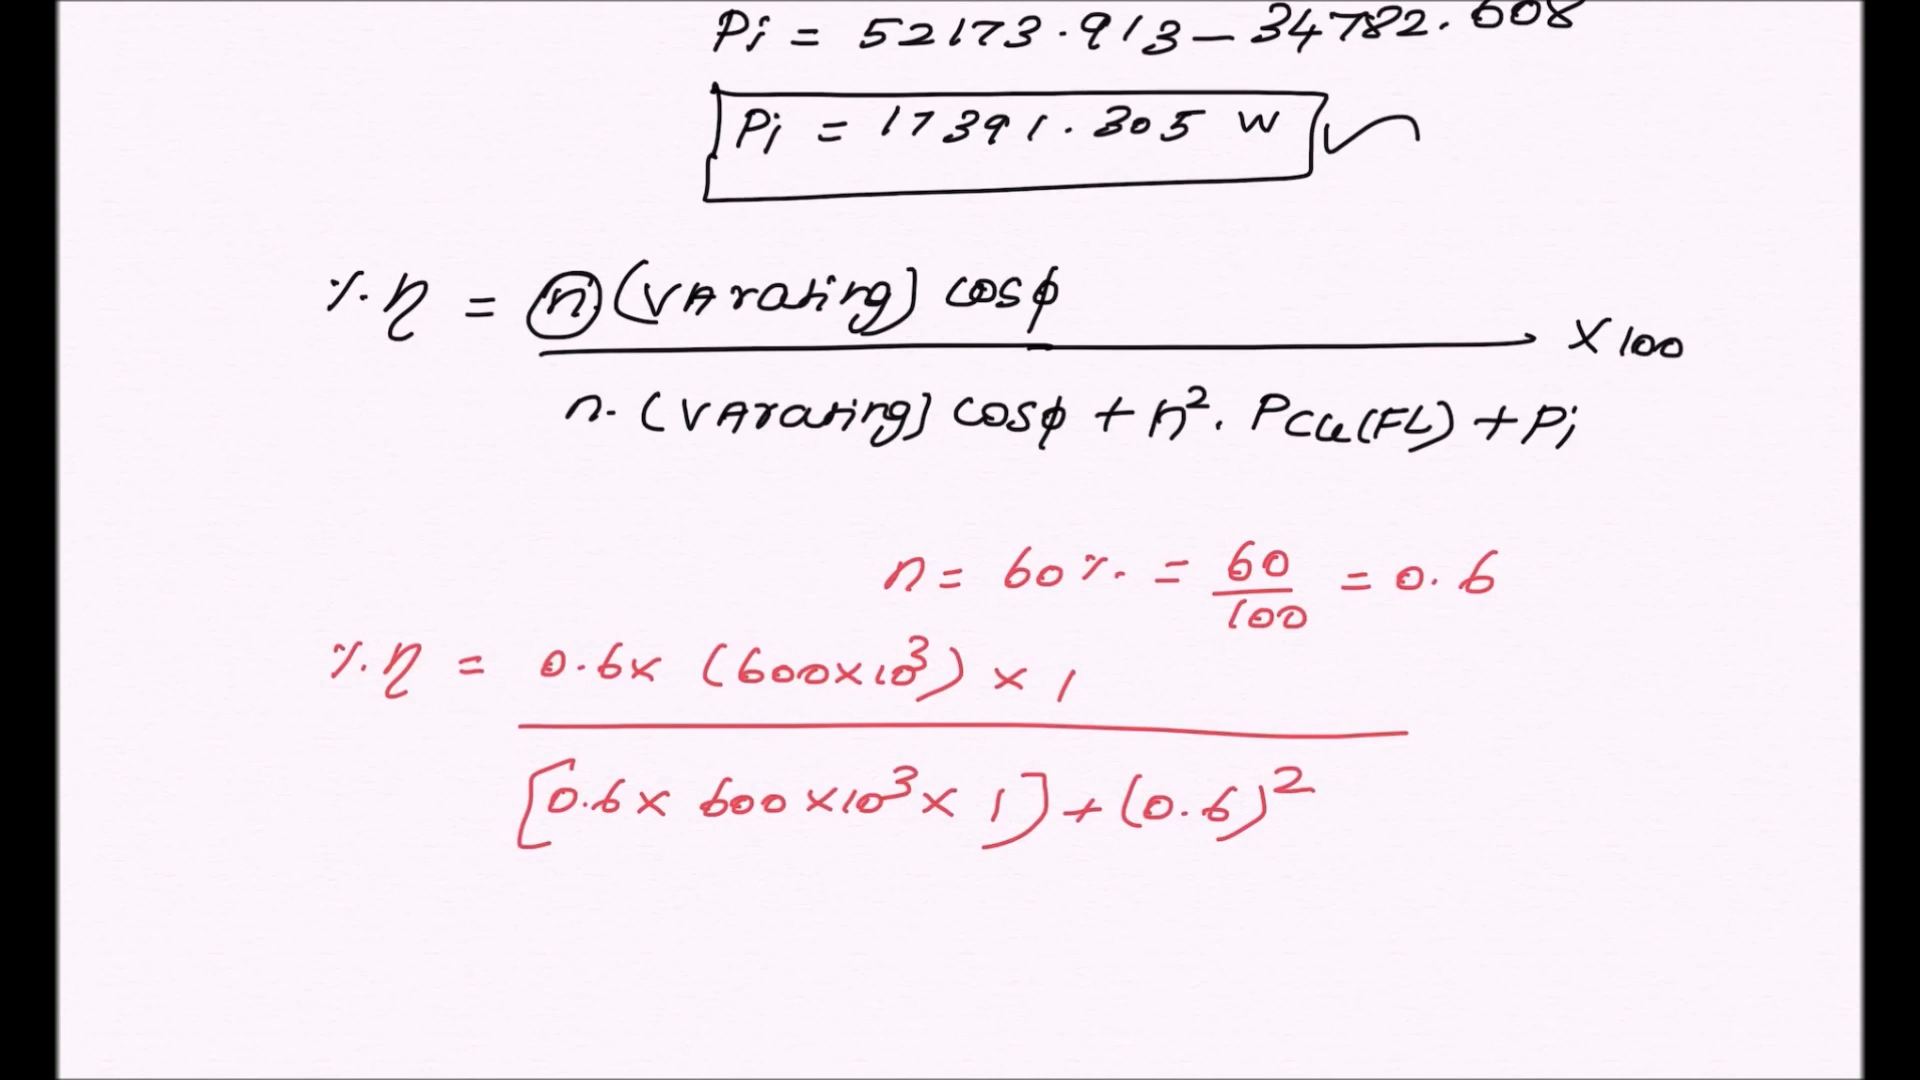 Pi = 52173.913 – 34782.608
Pi = 17391.305 W
%η = n (VA rating) cosϕ
× 100
n. (VA rating) cosϕ + n². Pcu(FL) + Pi
n = 60% = 60/100 = 0.6
%η = 0.6 × (600×10³) × 1
[0.6 × 600 ×10³ × 1] + (0.6)²